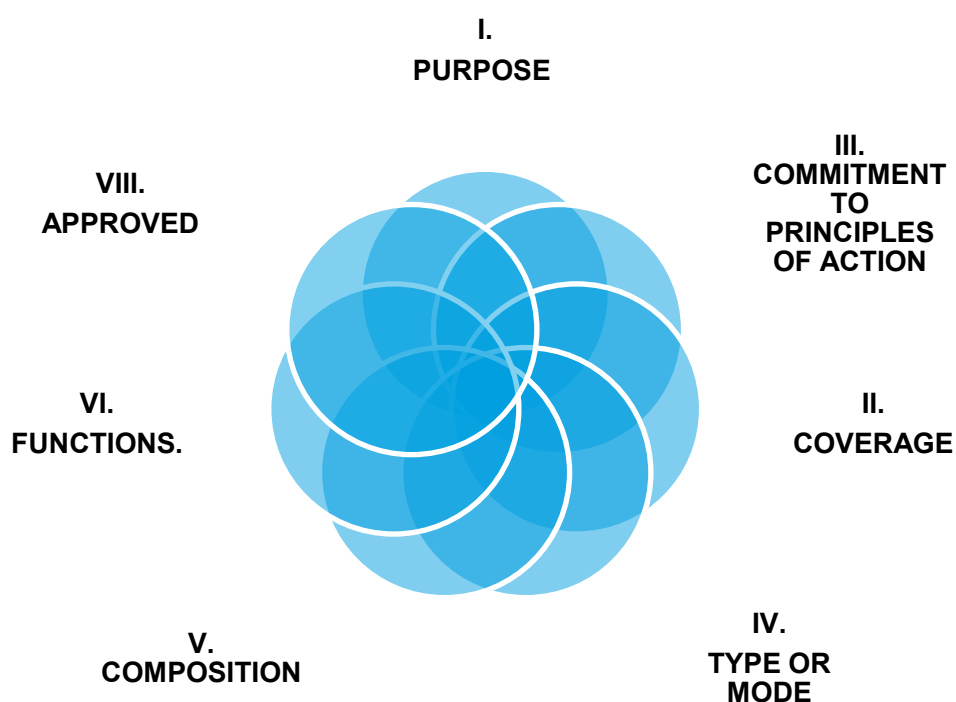 I.
PURPOSE
III.
COMMITMENT
TO
PRINCIPLES
OF ACTION
II.
COVERAGE
IV.
TYPE OR
MODE
V.
COMPOSITION
VI.
FUNCTIONS.
VIII.
APPROVED